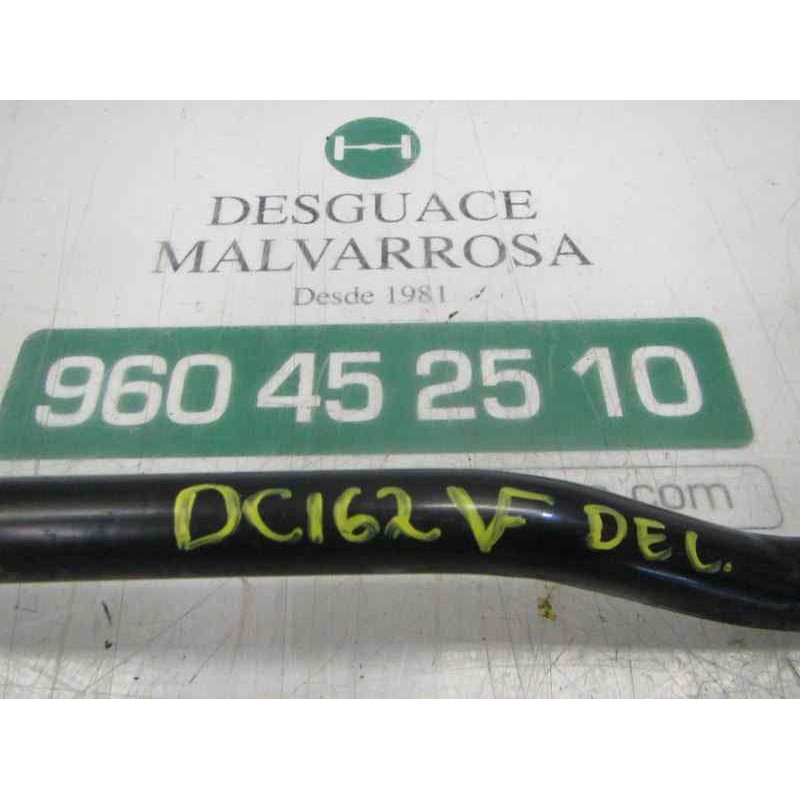 DESGUACE
MALVARROSA
Desde 1981
960 45 25 10
.com
DC162 VF DEL.